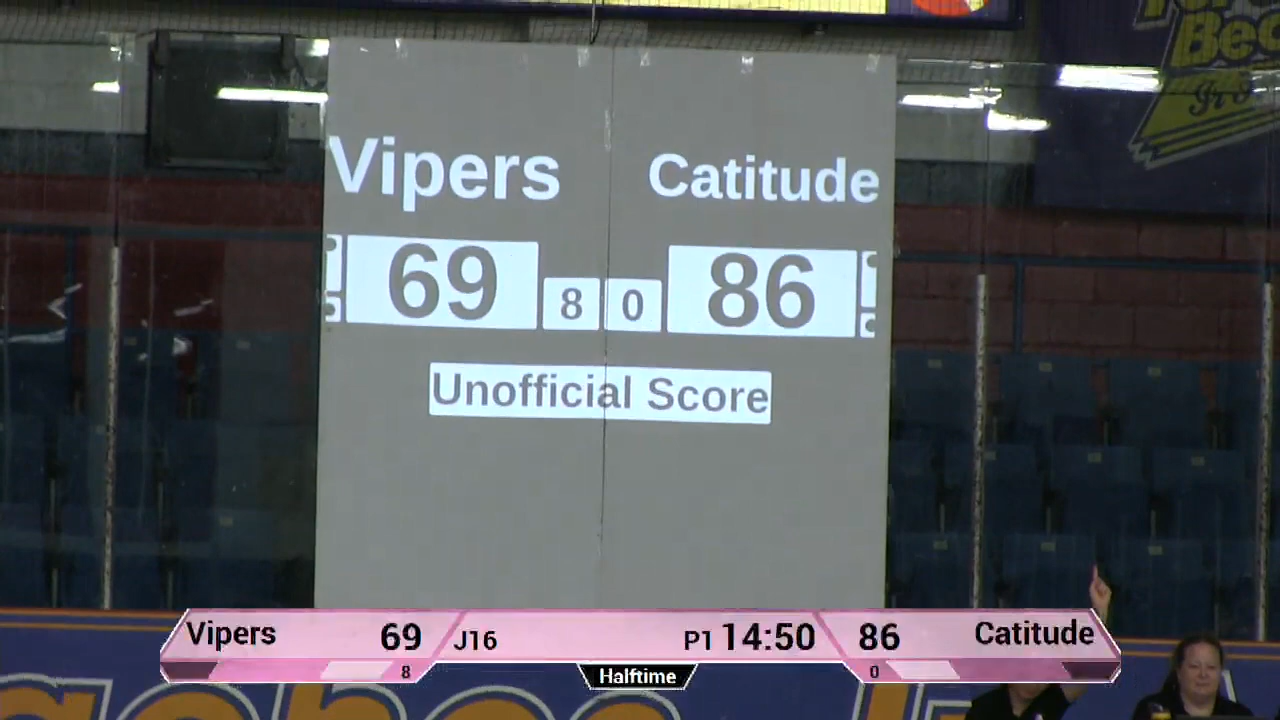 Vipers Catitude
69 8 0 86
Unofficial Score
Vipers 69 J16 P1 14:50 86 Catitude
8 Halftime 0